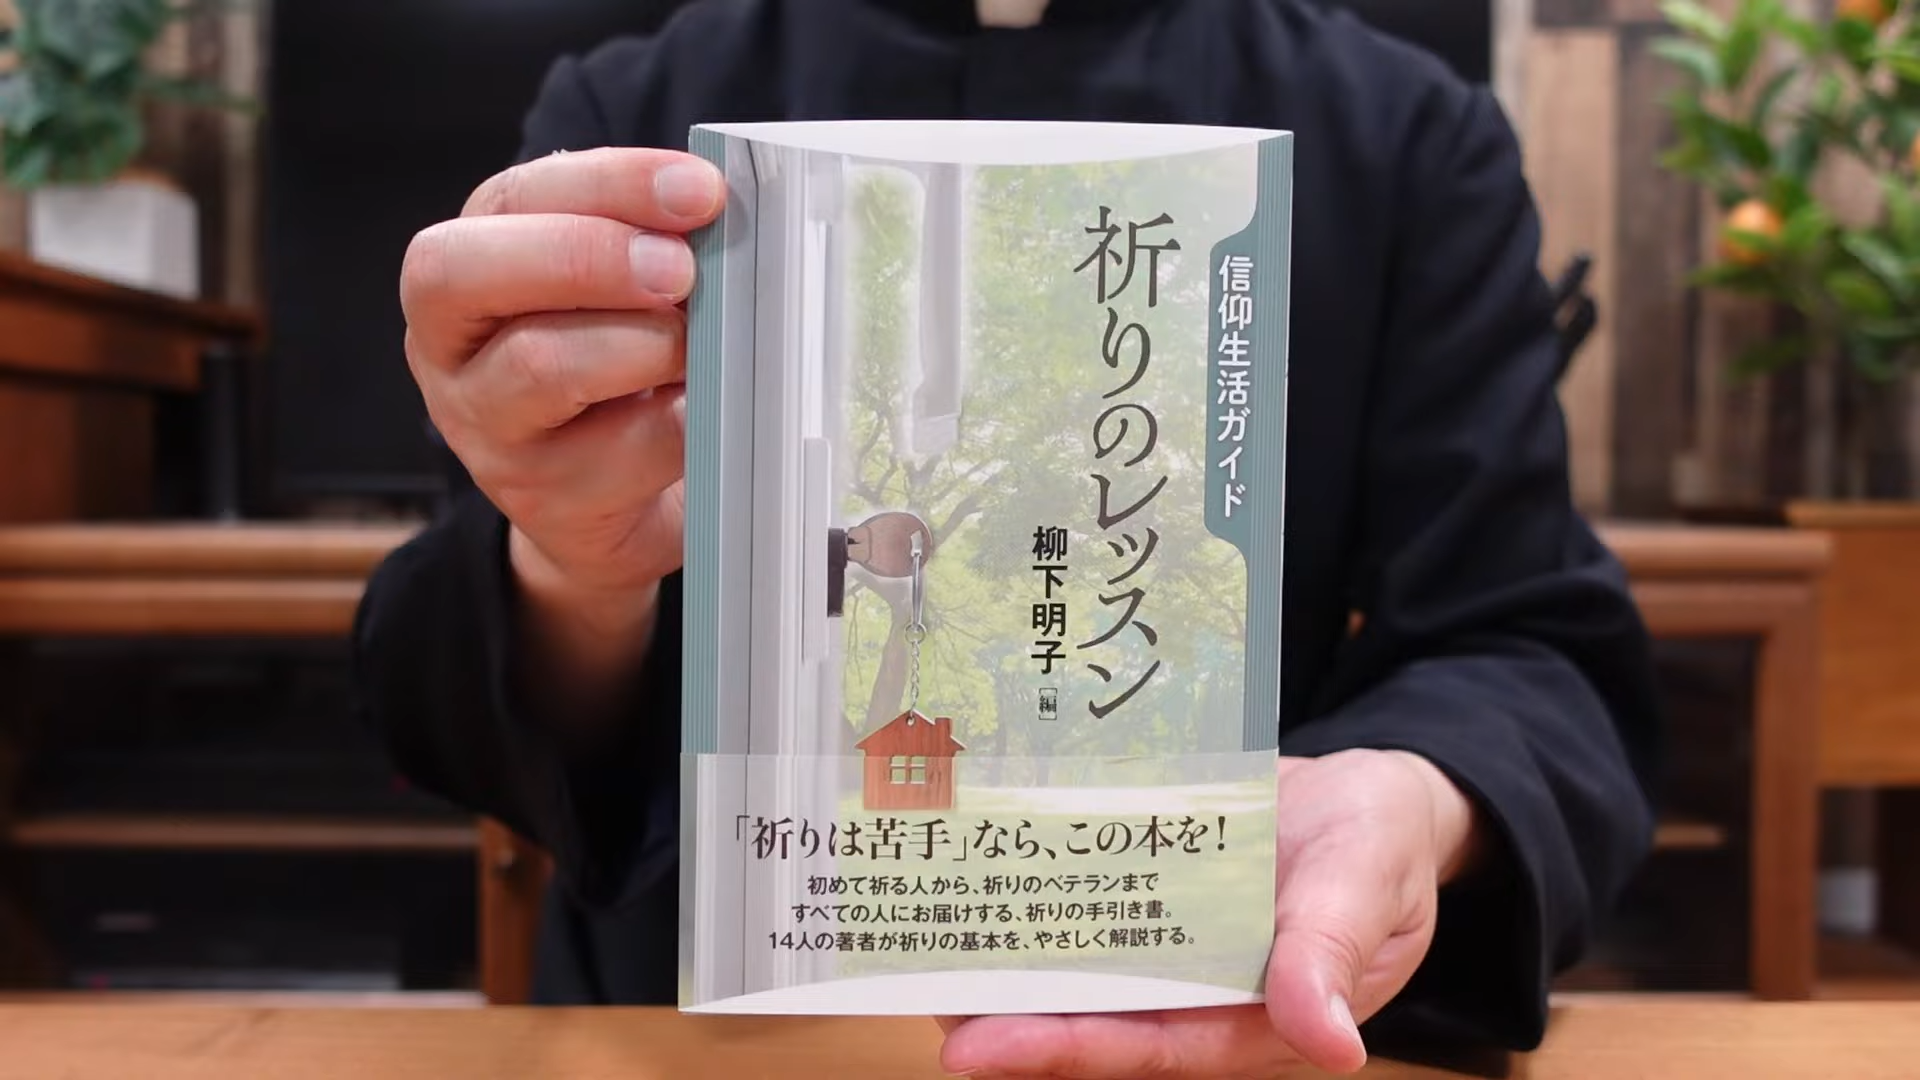 信仰生活ガイド
祈りのレッスン
柳下明子
[編]
「祈りは苦手」なら、この本を！
初めて祈る人から、祈りのベテランまで
すべての人にお届けする、祈りの手引き書。
14人の著者が祈りの基本を、やさしく解説する。